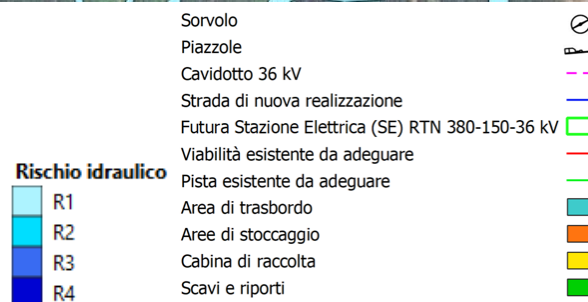 Sorvolo
Piazzole
Cavidotto 36 kV
Strada di nuova realizzazione
Futura Stazione Elettrica (SE) RTN 380-150-36 kV
Viabilità esistente da adeguare
Pista esistente da adeguare
Area di trasbordo
Aree di stoccaggio
Cabina di raccolta
Scavi e riporti
Rischio idraulico
R1
R2
R3
R4